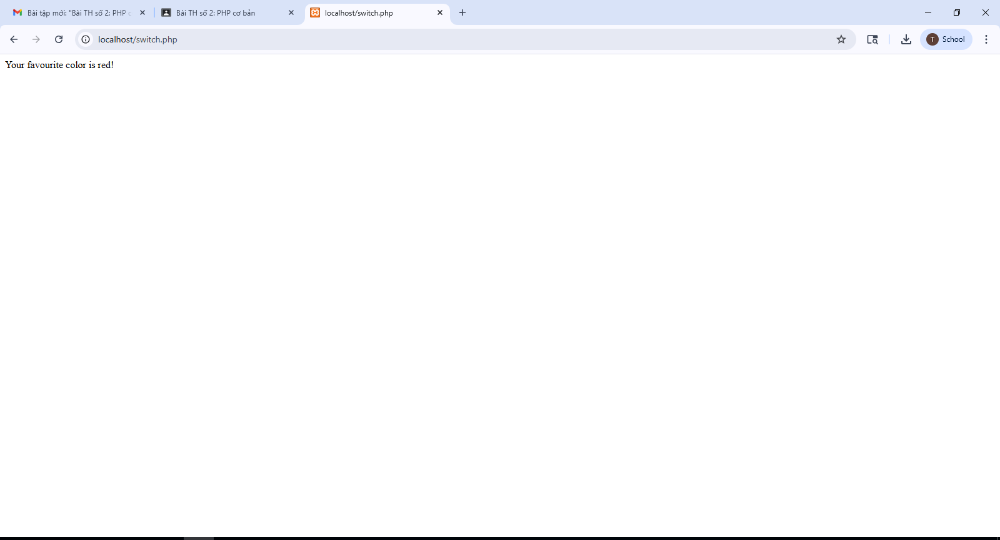 Bài tập mới: "Bài TH số 2: PHP
Bài TH số 2: PHP cơ bản
localhost/switch.php
localhost/switch.php
T
School
Your favourite color is red!